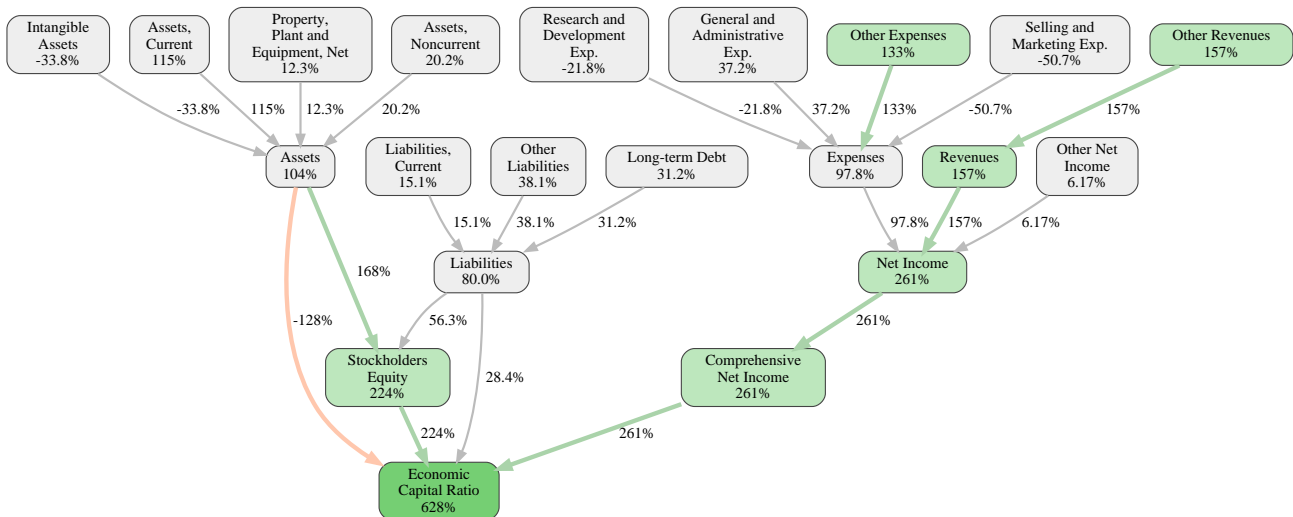 Intangible
Assets
-33.8%
Assets,
Current
115%
Property,
Plant and
Equipment, Net
12.3%
Assets,
Noncurrent
20.2%
Research and
Development
Exp.
-21.8%
General and
Administrative
Exp.
37.2%
Other Expenses
133%
Selling and
Marketing Exp.
-50.7%
Other Revenues
157%
-33.8%
115%
12.3%
20.2%
-21.8%
37.2%
133%
-50.7%
157%
Assets
104%
Liabilities,
Current
15.1%
Other
Liabilities
38.1%
Long-term Debt
31.2%
Expenses
97.8%
Revenues
157%
Other Net
Income
6.17%
15.1%
38.1%
31.2%
97.8%
157%
6.17%
168%
Liabilities
80.0%
Net Income
261%
-128%
56.3%
261%
Stockholders
Equity
224%
28.4%
Comprehensive
Net Income
261%
224%
261%
Economic
Capital Ratio
628%